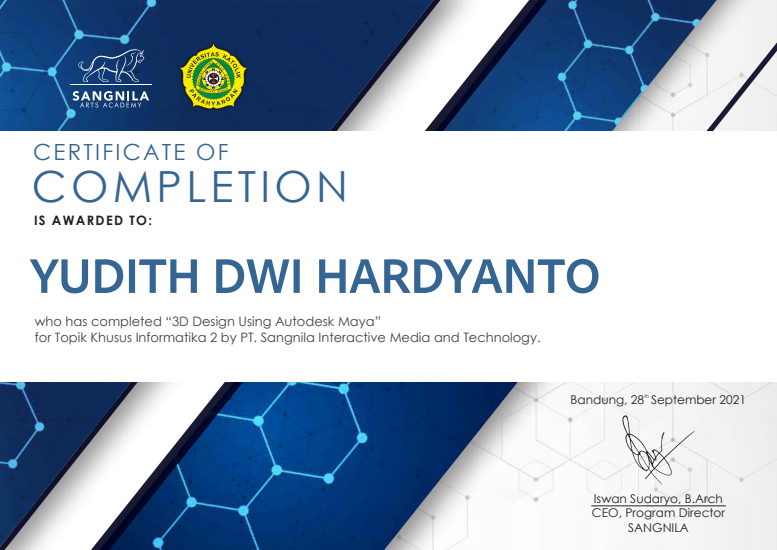 SANGNILA
ARTS ACADEMY
UNIVERSITAS KATOLIK
PARAHYANGAN
CERTIFICATE OF
COMPLETION
IS AWARDED TO:
YUDITH DWI HARDYANTO
who has completed “3D Design Using Autodesk Maya”
for Topik Khusus Informatika 2 by PT. Sangnila Interactive Media and Technology.
Bandung, 28th September 2021
Iswan Sudaryo, B.Arch
CEO, Program Director
SANGNILA